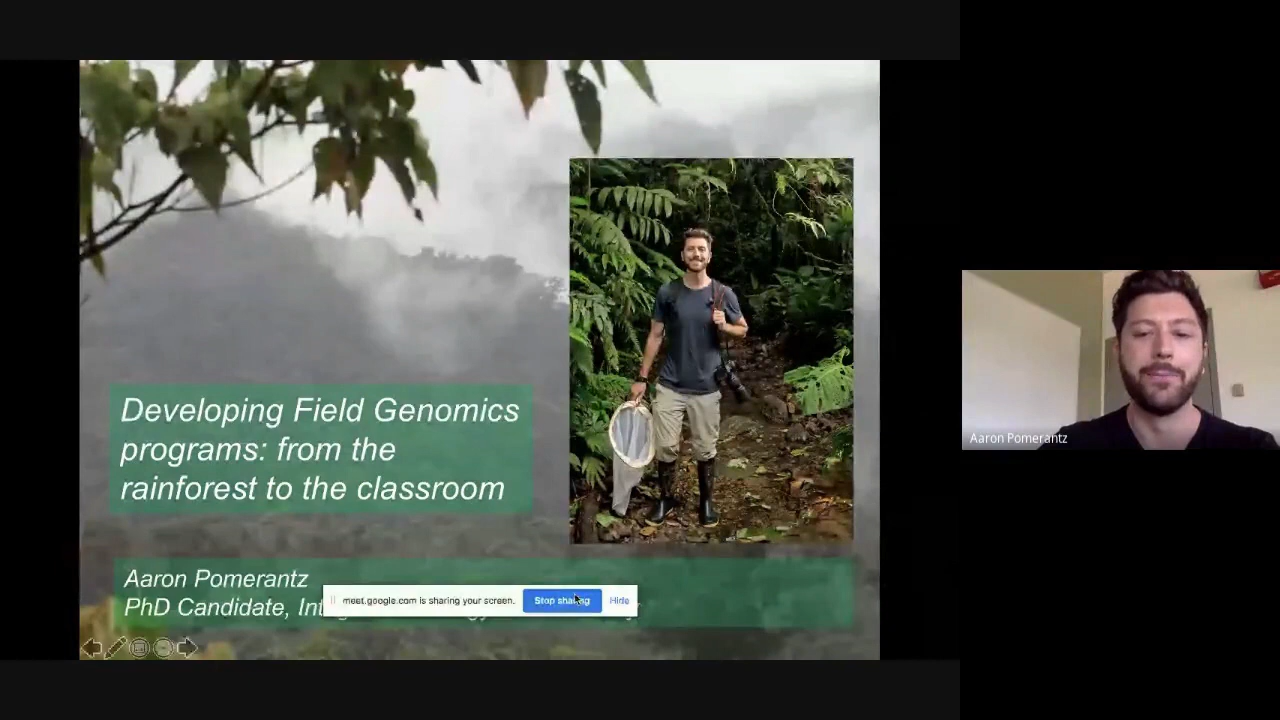 Developing Field Genomics
programs: from the
rainforest to the classroom
Aaron Pomerantz
PhD Candidate,
meet.google.com is sharing your screen.
Stop sharing
Hide
Aaron Pomerantz